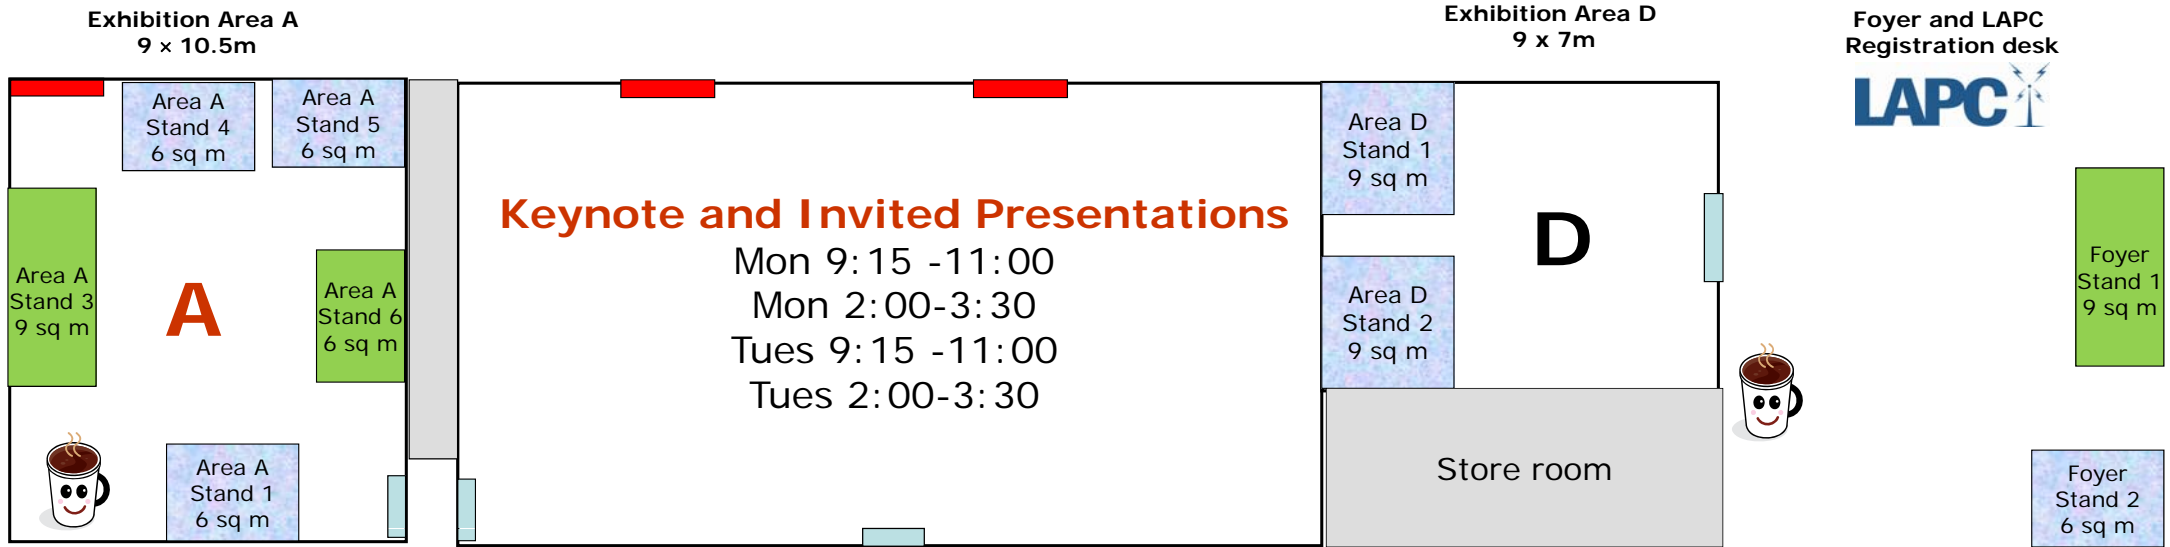 Exhibition Area A
9 × 10.5m
Exhibition Area D
9 x 7m
Foyer and LAPC
Registration desk
LAPC
Area A
Stand 4
6 sq m
Area A
Stand 5
6 sq m
Area A
Stand 3
9 sq m
A
Area A
Stand 6
6 sq m
Area A
Stand 1
6 sq m
Keynote and Invited Presentations
Mon 9:15 -11:00
Mon 2:00-3:30
Tues 9:15 -11:00
Tues 2:00-3:30
Area D
Stand 1
9 sq m
Area D
Stand 2
9 sq m
D
Store room
Foyer
Stand 1
9 sq m
Foyer
Stand 2
6 sq m